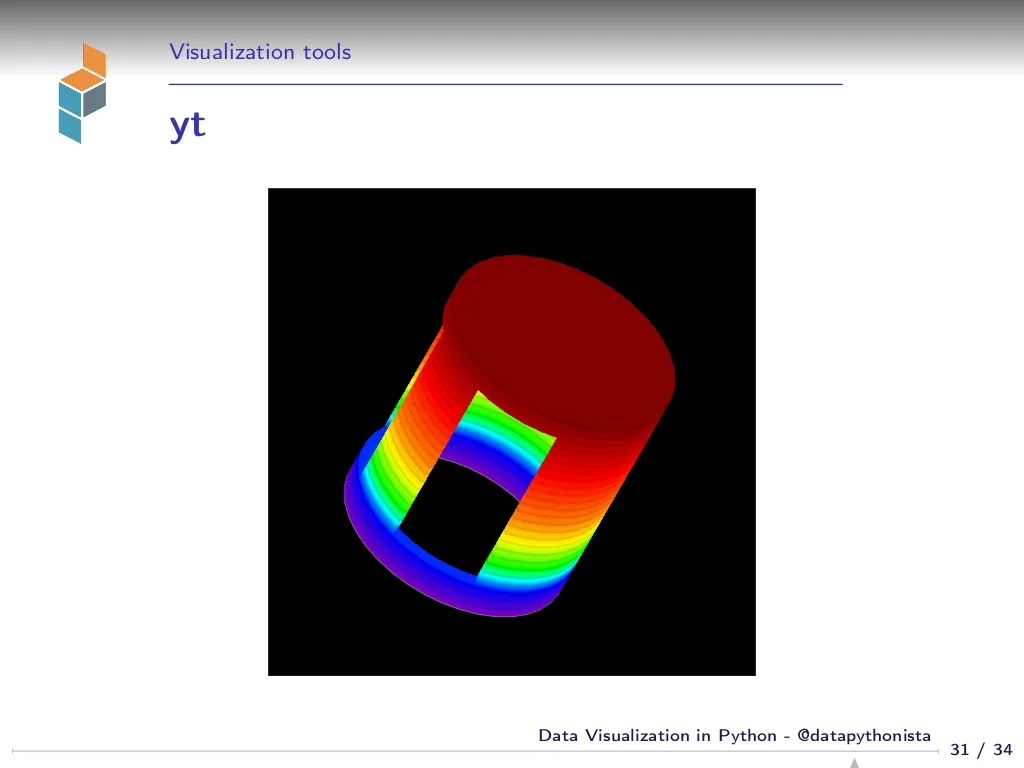 Visualization tools
yt
Data Visualization in Python - @datapythonista
31 / 34